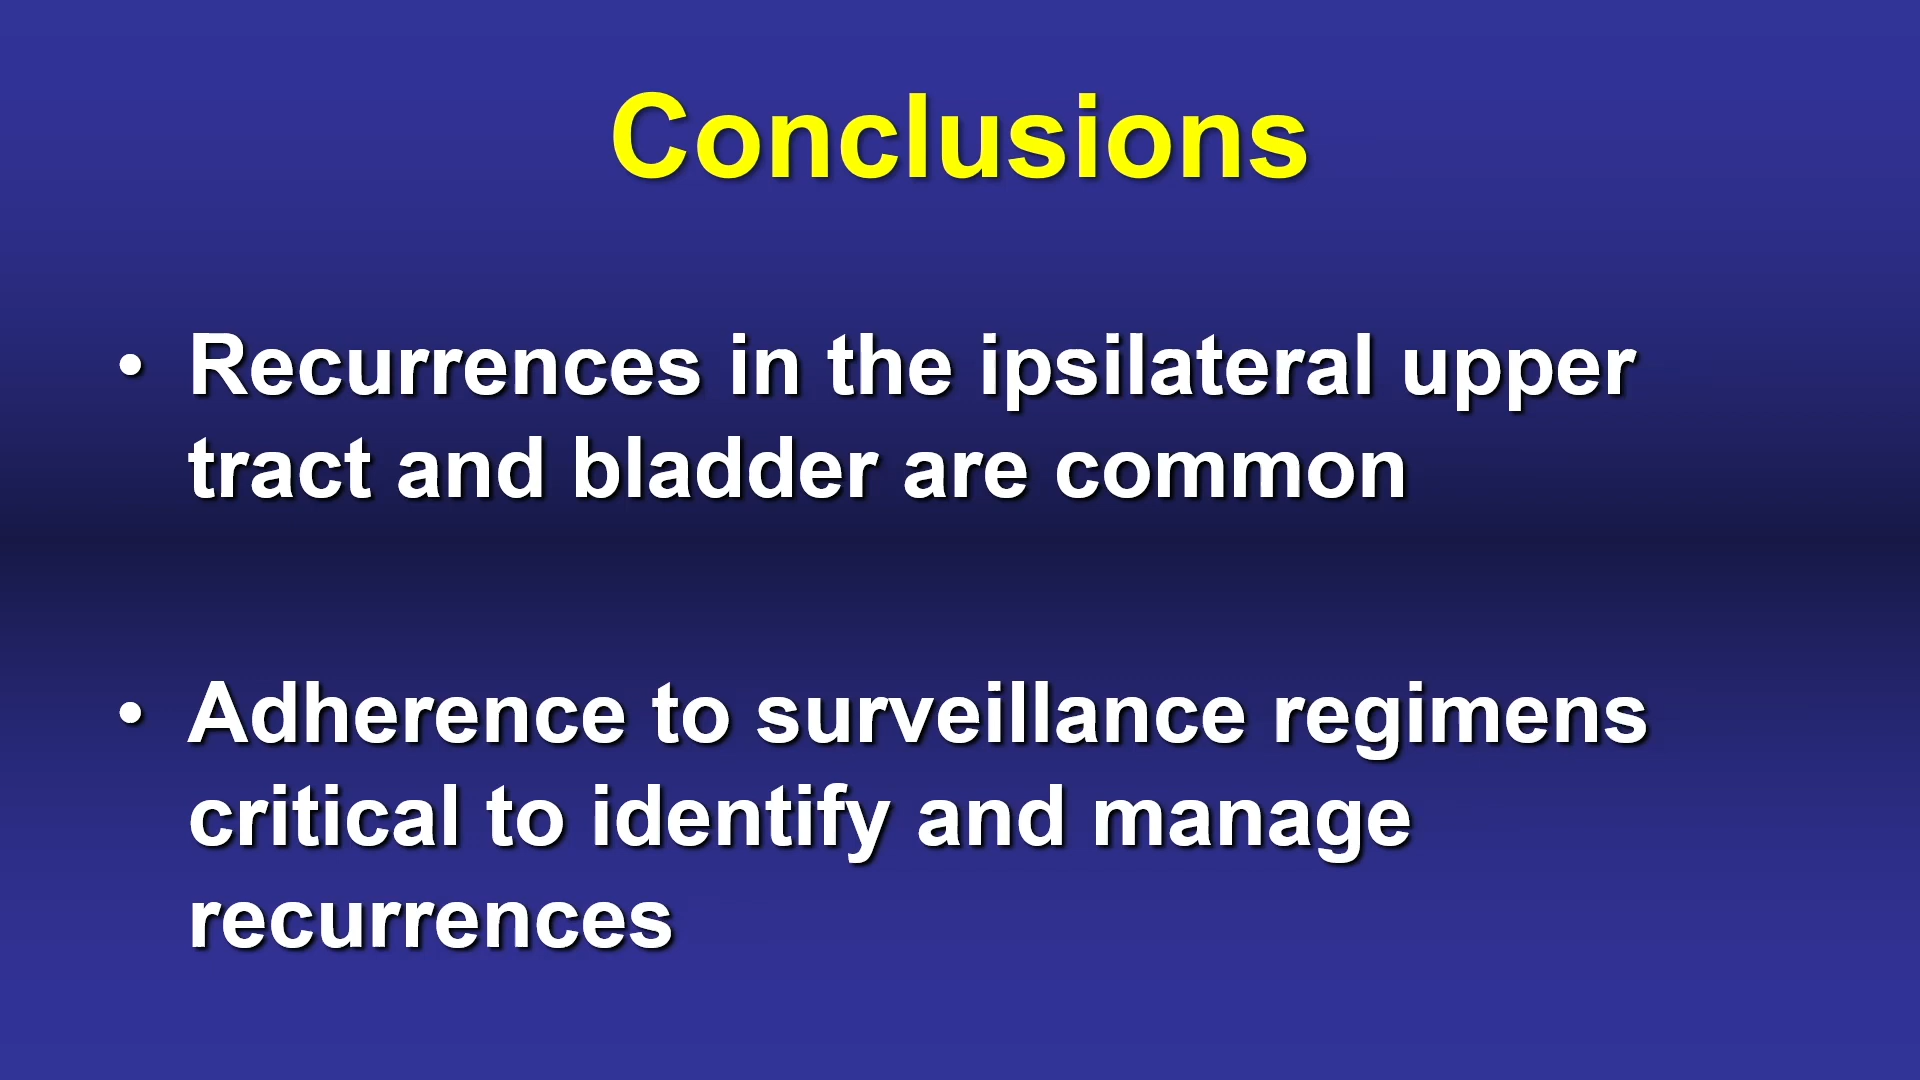 Conclusions
• Recurrences in the ipsilateral upper
tract and bladder are common
• Adherence to surveillance regimens
critical to identify and manage
recurrences